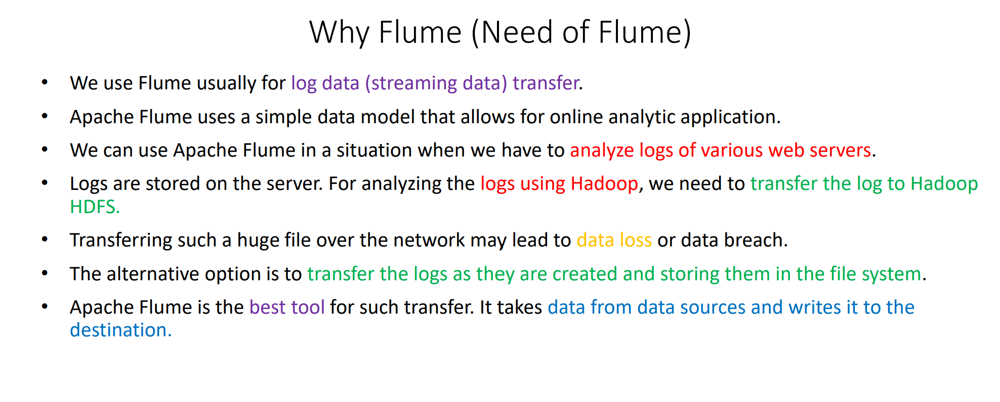 Why Flume (Need of Flume)
• We use Flume usually for log data (streaming data) transfer.
• Apache Flume uses a simple data model that allows for online analytic application.
• We can use Apache Flume in a situation when we have to analyze logs of various web servers.
• Logs are stored on the server. For analyzing the logs using Hadoop, we need to transfer the log to Hadoop
HDFS.
• Transferring such a huge file over the network may lead to data loss or data breach.
• The alternative option is to transfer the logs as they are created and storing them in the file system.
• Apache Flume is the best tool for such transfer. It takes data from data sources and writes it to the
destination.